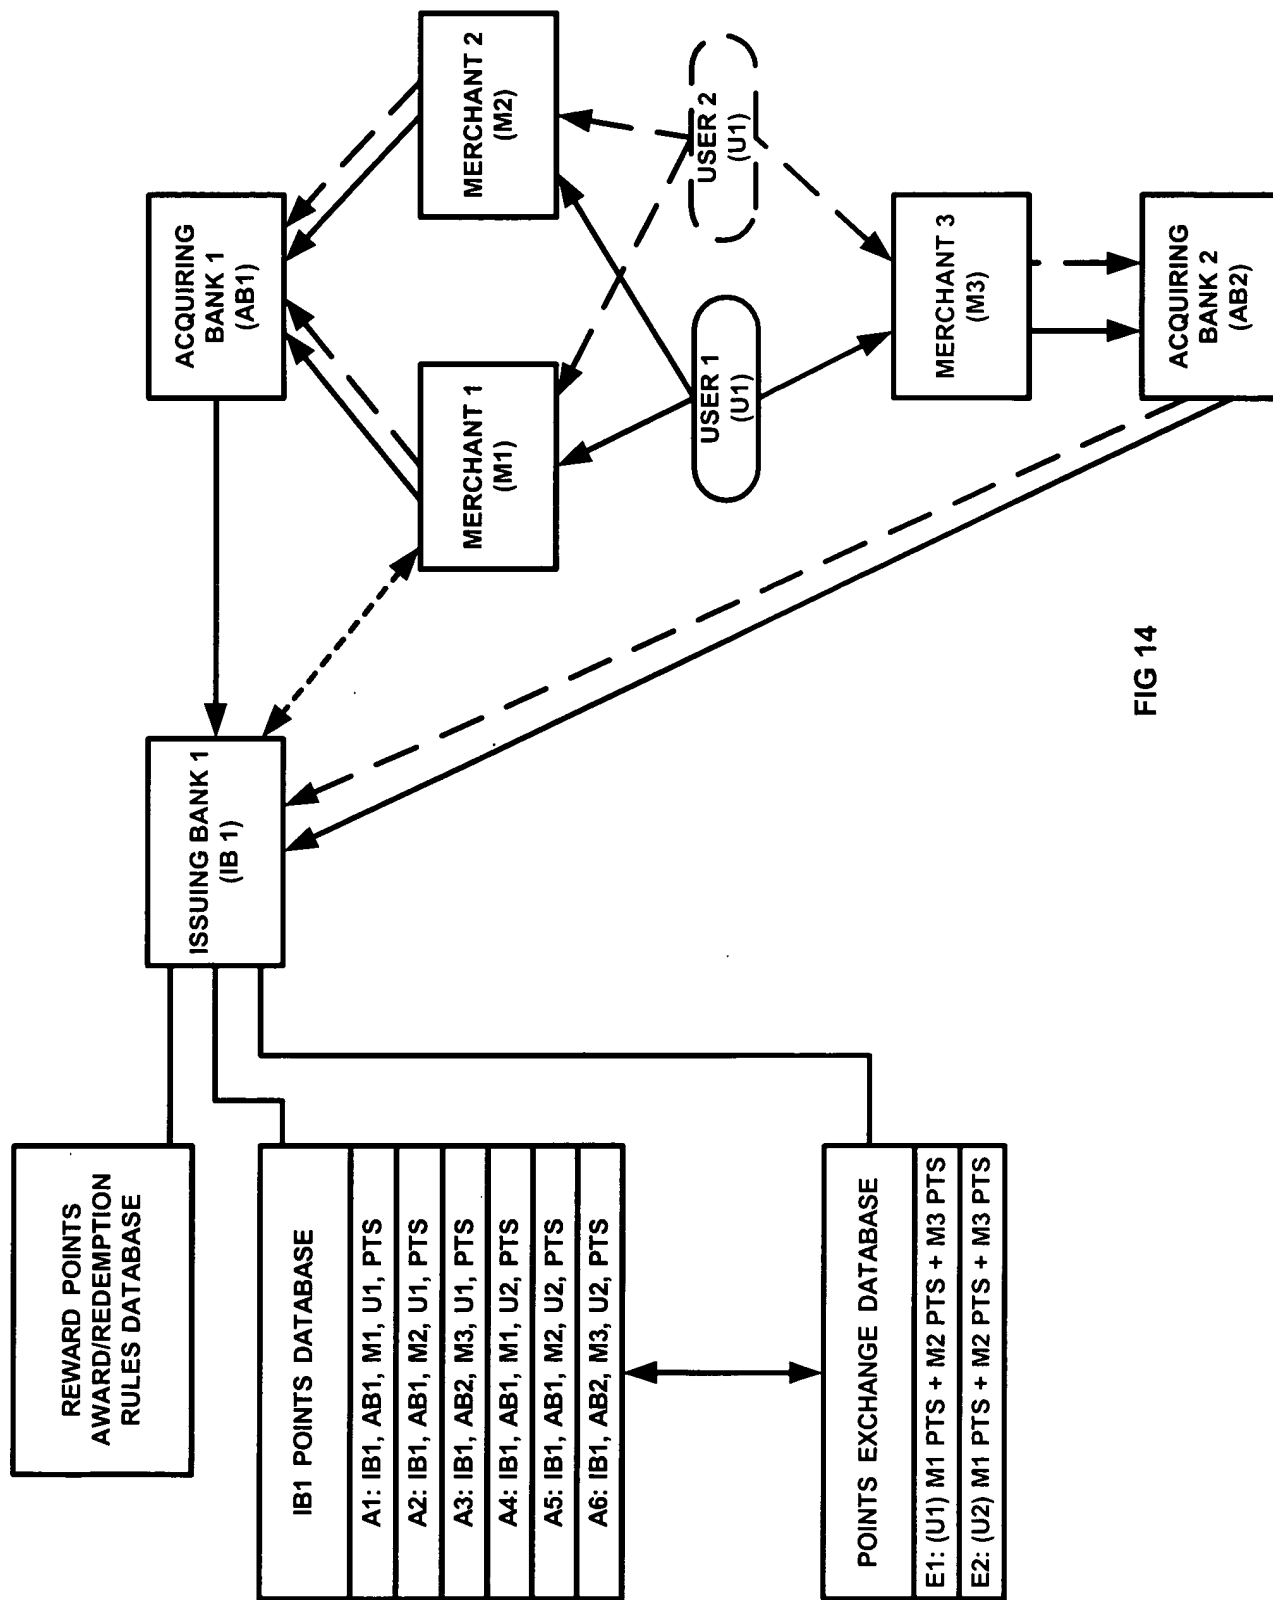 REWARD POINTS
AWARD/REDEMPTION
RULES DATABASE
IB1 POINTS DATABASE
A1: IB1, AB1, M1, U1, PTS
A2: IB1, AB1, M2, U1, PTS
A3: IB1, AB2, M3, U1, PTS
A4: IB1, AB1, M1, U2, PTS
A5: IB1, AB1, M2, U2, PTS
A6: IB1, AB2, M3, U2, PTS
POINTS EXCHANGE DATABASE
E1: (U1) M1 PTS + M2 PTS + M3 PTS
E2: (U2) M1 PTS + M2 PTS + M3 PTS
ISSUING BANK 1
(IB 1)
ACQUIRING
BANK 1
(AB1)
MERCHANT 1
(M1)
MERCHANT 2
(M2)
USER 1
(U1)
USER 2
(U1)
MERCHANT 3
(M3)
ACQUIRING
BANK 2
(AB2)
FIG 14